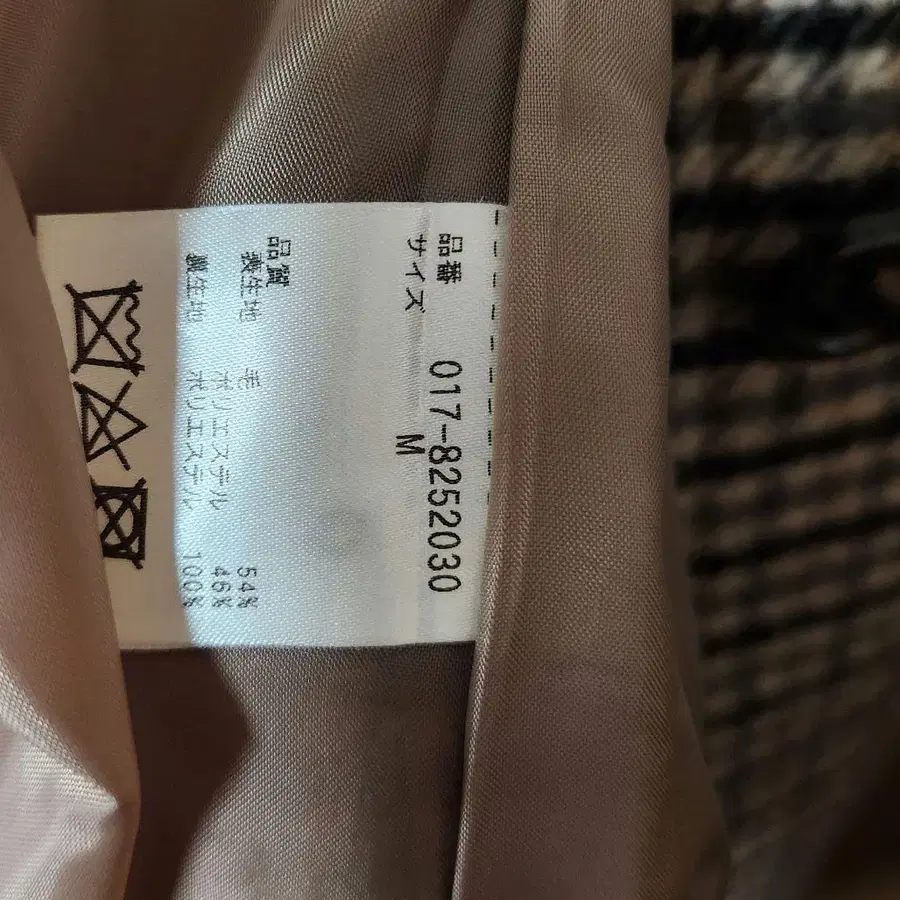 品番 017-8252030
サイズ M
品質
表生地 毛 54%
ポリエステル 46%
裏生地 ポリエステル 100%